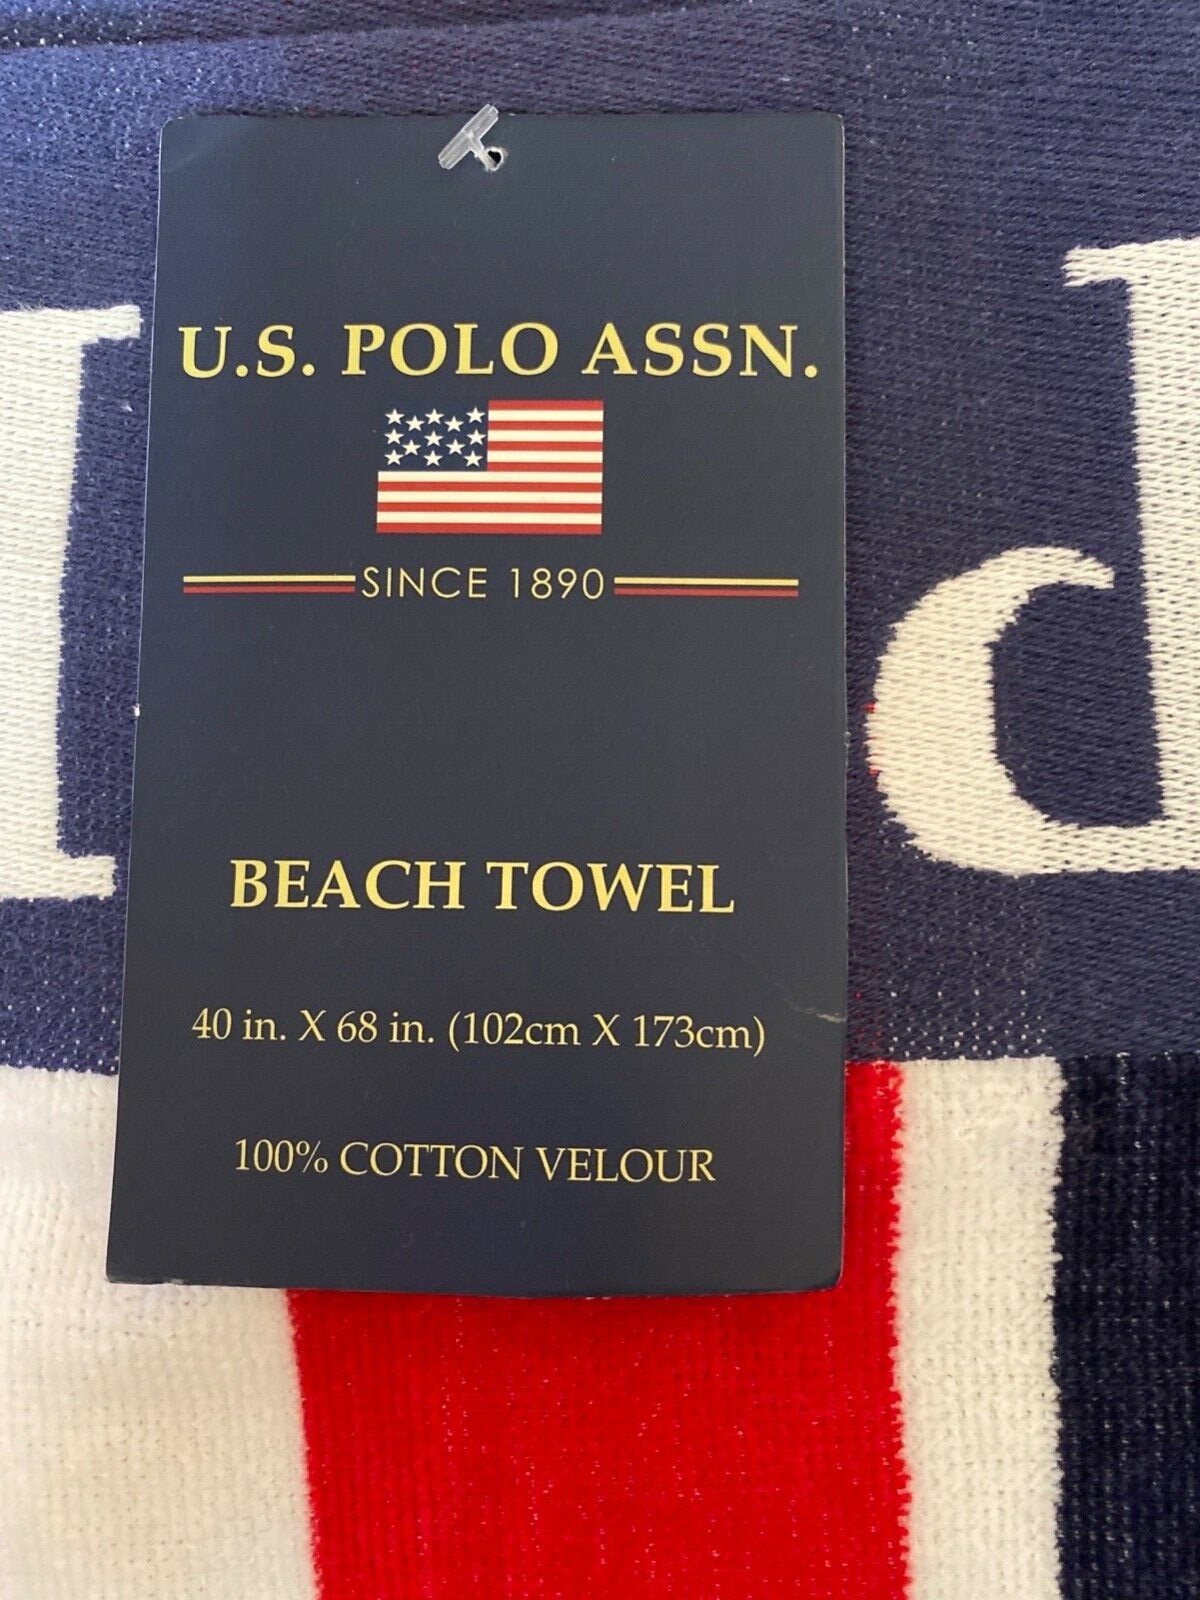 U.S. POLO ASSN.
SINCE 1890
BEACH TOWEL
40 in. X 68 in. (102cm X 173cm)
100% COTTON VELOUR
d